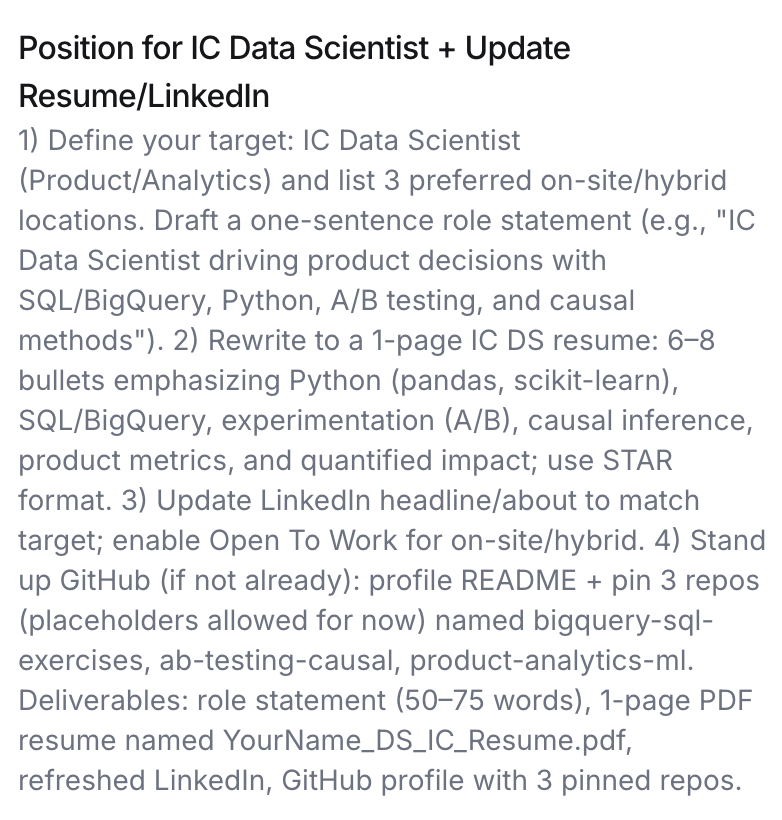 Position for IC Data Scientist + Update
Resume/LinkedIn
1) Define your target: IC Data Scientist
(Product/Analytics) and list 3 preferred on-site/hybrid
locations. Draft a one-sentence role statement (e.g., "IC
Data Scientist driving product decisions with
SQL/BigQuery, Python, A/B testing, and causal
methods"). 2) Rewrite to a 1-page IC DS resume: 6–8
bullets emphasizing Python (pandas, scikit-learn),
SQL/BigQuery, experimentation (A/B), causal inference,
product metrics, and quantified impact; use STAR
format. 3) Update LinkedIn headline/about to match
target; enable Open To Work for on-site/hybrid. 4) Stand
up GitHub (if not already): profile README + pin 3 repos
(placeholders allowed for now) named bigquery-sql-
exercises, ab-testing-causal, product-analytics-ml.
Deliverables: role statement (50–75 words), 1-page PDF
resume named YourName_DS_IC_Resume.pdf,
refreshed LinkedIn, GitHub profile with 3 pinned repos.